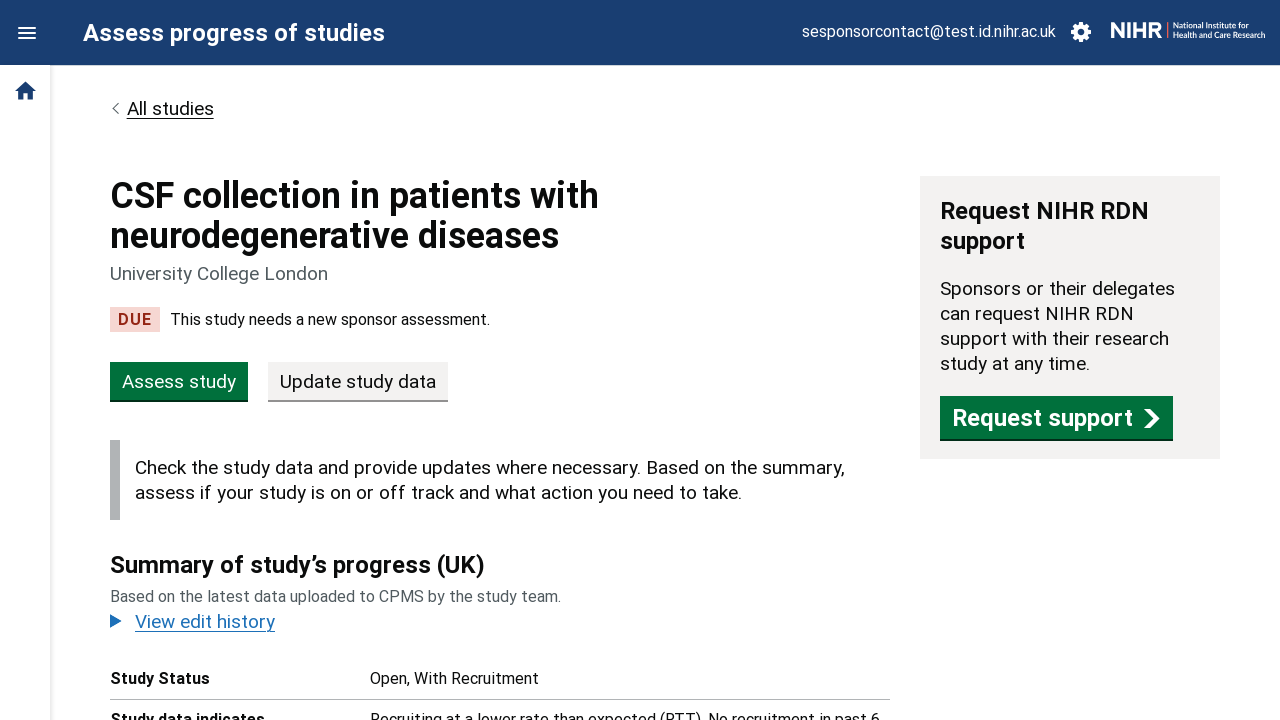 Assess progress of studies
sesponsorcontact@test.id.nihr.ac.uk
NIHR | National Institute for
Health and Care Research
All studies
CSF collection in patients with
neurodegenerative diseases
University College London
DUE This study needs a new sponsor assessment.
Assess study Update study data
Check the study data and provide updates where necessary. Based on the summary,
assess if your study is on or off track and what action you need to take.
Summary of study’s progress (UK)
Based on the latest data uploaded to CPMS by the study team.
View edit history
Study Status Open, With Recruitment
Study data indicates Recruiting at a lower rate than expected (RTT), No recruitment in past 6
Request NIHR RDN
support
Sponsors or their delegates
can request NIHR RDN
support with their research
study at any time.
Request support